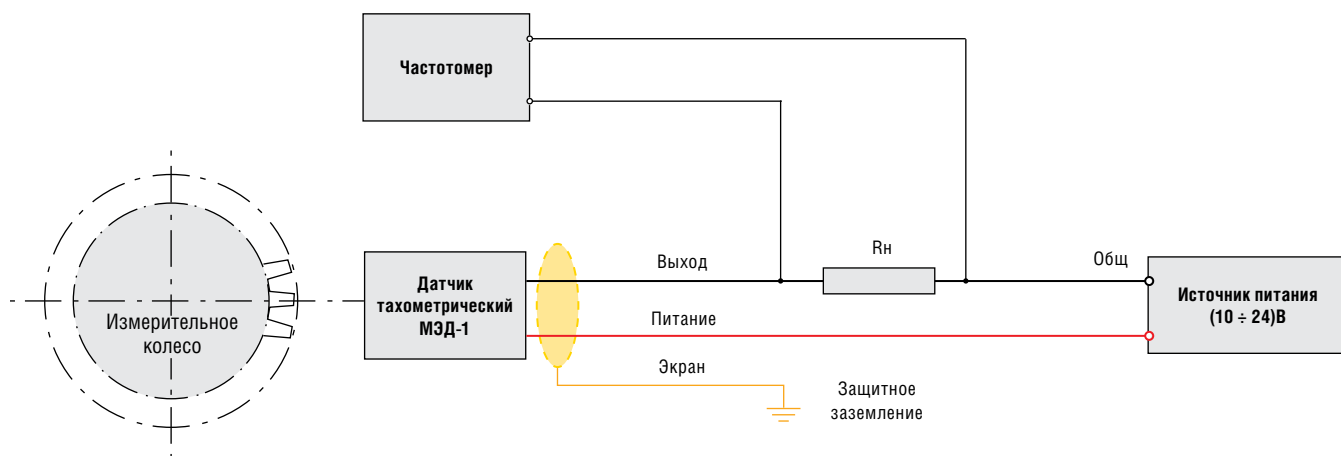 Частотомер
Измерительное
колесо
Датчик
тахометрический
МЭД-1
Выход
Rн
Общ
Питание
Экран
Защитное
заземление
Источник питания
(10 ÷ 24)В